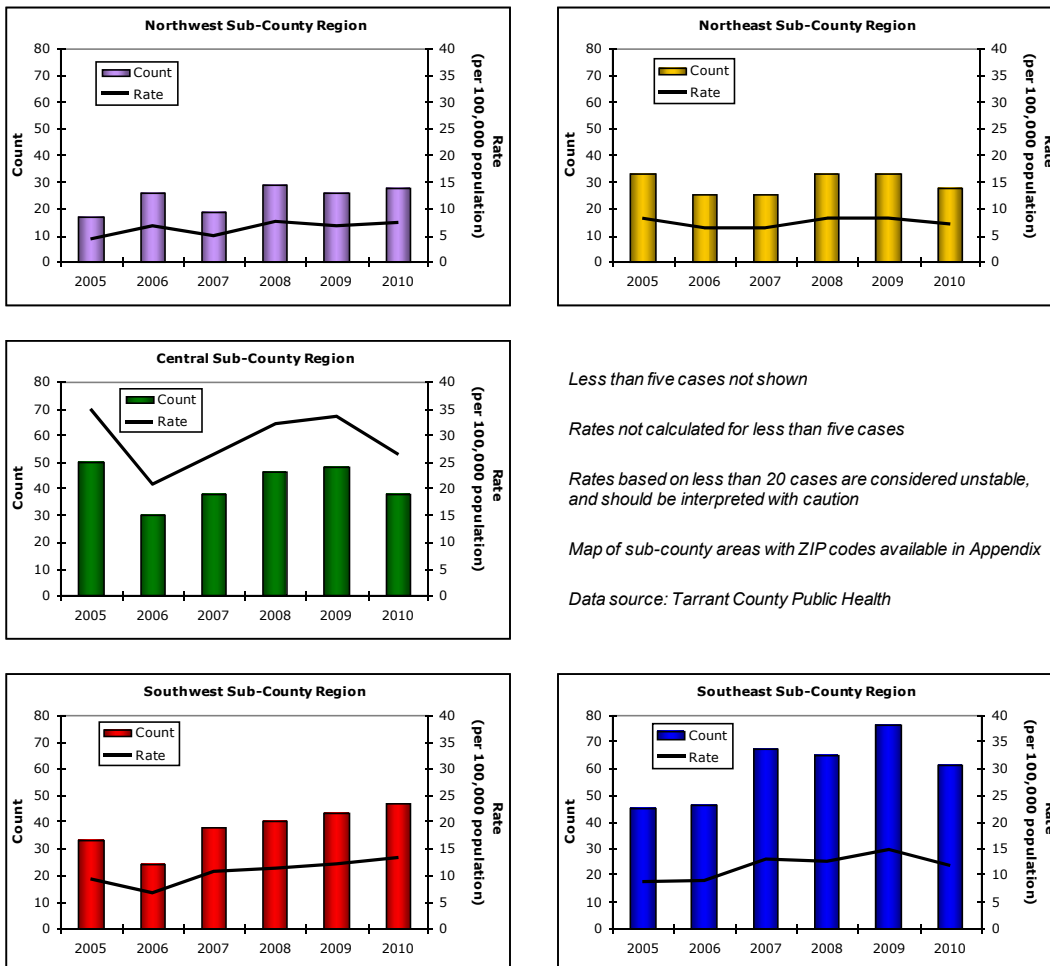 Northwest Sub-County Region
80
70
60
50
40
30
20
10
0
Count
Count
Rate
40
35
30
25
20
15
10
5
0
Rate
(per 100,000 population)
2005 2006 2007 2008 2009 2010
Northeast Sub-County Region
80
70
60
50
40
30
20
10
0
Count
Count
Rate
40
35
30
25
20
15
10
5
0
Rate
(per 100,000 population)
2005 2006 2007 2008 2009 2010
Central Sub-County Region
80
70
60
50
40
30
20
10
0
Count
Count
Rate
40
35
30
25
20
15
10
5
0
Rate
(per 100,000 population)
2005 2006 2007 2008 2009 2010
Less than five cases not shown
Rates not calculated for less than five cases
Rates based on less than 20 cases are considered unstable,
and should be interpreted with caution
Map of sub-county areas with ZIP codes available in Appendix
Data source: Tarrant County Public Health
Southwest Sub-County Region
80
70
60
50
40
30
20
10
0
Count
Count
Rate
40
35
30
25
20
15
10
5
0
Rate
(per 100,000 population)
2005 2006 2007 2008 2009 2010
Southeast Sub-County Region
80
70
60
50
40
30
20
10
0
Count
Count
Rate
40
35
30
25
20
15
10
5
0
Rate
(per 100,000 population)
2005 2006 2007 2008 2009 2010